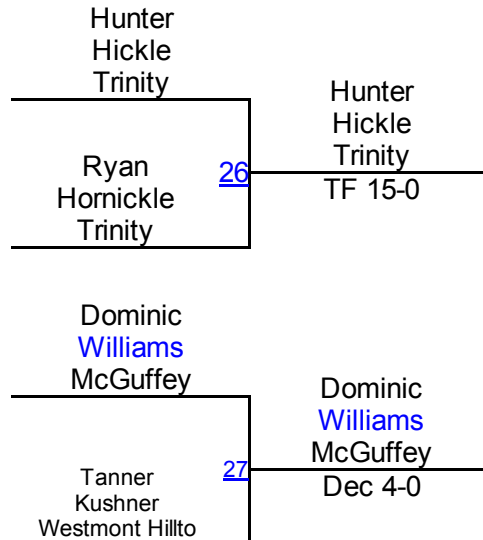 Hunter
Hickle
Trinity
Ryan
Hornickle
Trinity
26
Hunter
Hickle
Trinity
TF 15-0
Dominic
Williams
McGuffey
Tanner
Kushner
Westmont Hillto
27
Dominic
Williams
McGuffey
Dec 4-0